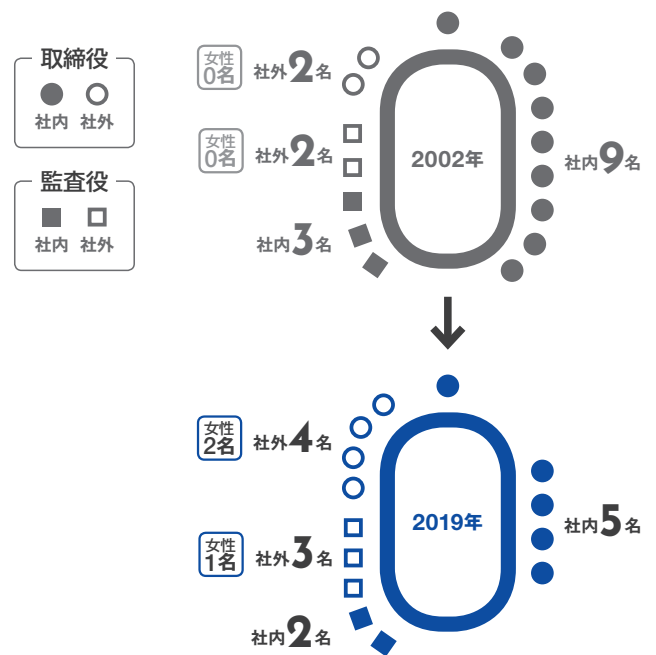 取締役
社内 社外
監査役
社内 社外
女性
0名
社外2名
女性
0名
社外2名
社内3名
2002年
社内9名
女性
2名
社外4名
女性
1名
社外3名
社内2名
2019年
社内5名